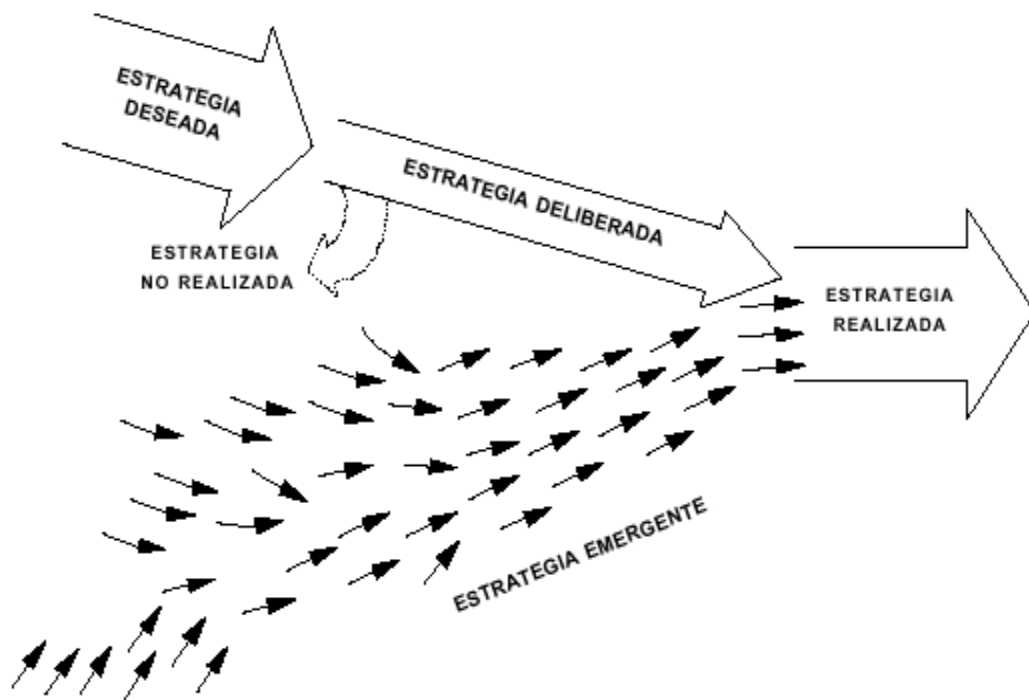 ESTRATEGIA
DESEADA
ESTRATEGIA DELIBERADA
ESTRATEGIA
NO REALIZADA
ESTRATEGIA
REALIZADA
ESTRATEGIA EMERGENTE